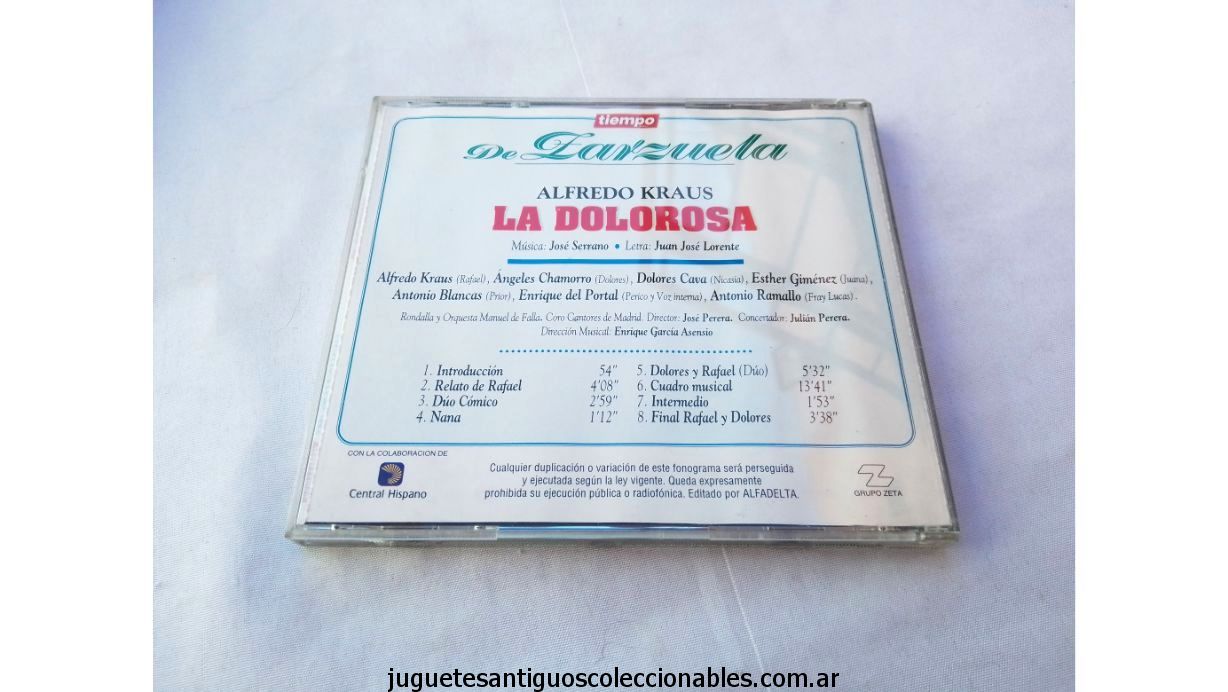 tiempo
De Zarzuela
ALFREDO KRAUS
LA DOLOROSA
Música: José Serrano • Letra: Juan José Lorente
Alfredo Kraus (Rafael), Ángeles Chamorro (Dolores), Dolores Cava (Nicasia), Esther Giménez (Juana),
Antonio Blancas (Prior), Enrique del Portal (Perico y Voz interna), Antonio Ramallo (Fray Lucas).
Rondalla y Orquesta Manuel de Falla. Coro Cantores de Madrid. Director: José Perera. Concertador: Julián Perera.
Dirección Musical: Enrique García Asensio
1. Introducción 54"
2. Relato de Rafael 4'08"
3. Dúo Cómico 2'59"
4. Nana 1'12"
5. Dolores y Rafael (Dúo) 5'32"
6. Cuadro musical 13'41"
7. Intermedio 1'53"
8. Final Rafael y Dolores 3'38"
CON LA COLABORACION DE
Central Hispano
Cualquier duplicación o variación de este fonograma será perseguida
y ejecutada según la ley vigente. Queda expresamente
prohibida su ejecución pública o radiofónica. Editado por ALFADELTA.
GRUPO ZETA
juguetesantiguoscoleccionables.com.ar